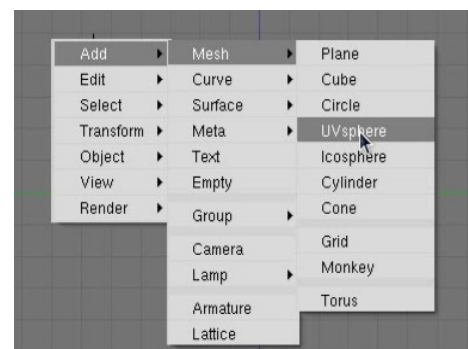 Add
Edit
Select
Transform
Object
View
Render
Mesh
Curve
Surface
Meta
Text
Empty
Group
Camera
Lamp
Armature
Lattice
Plane
Cube
Circle
UVsphere
Icosphere
Cylinder
Cone
Grid
Monkey
Torus